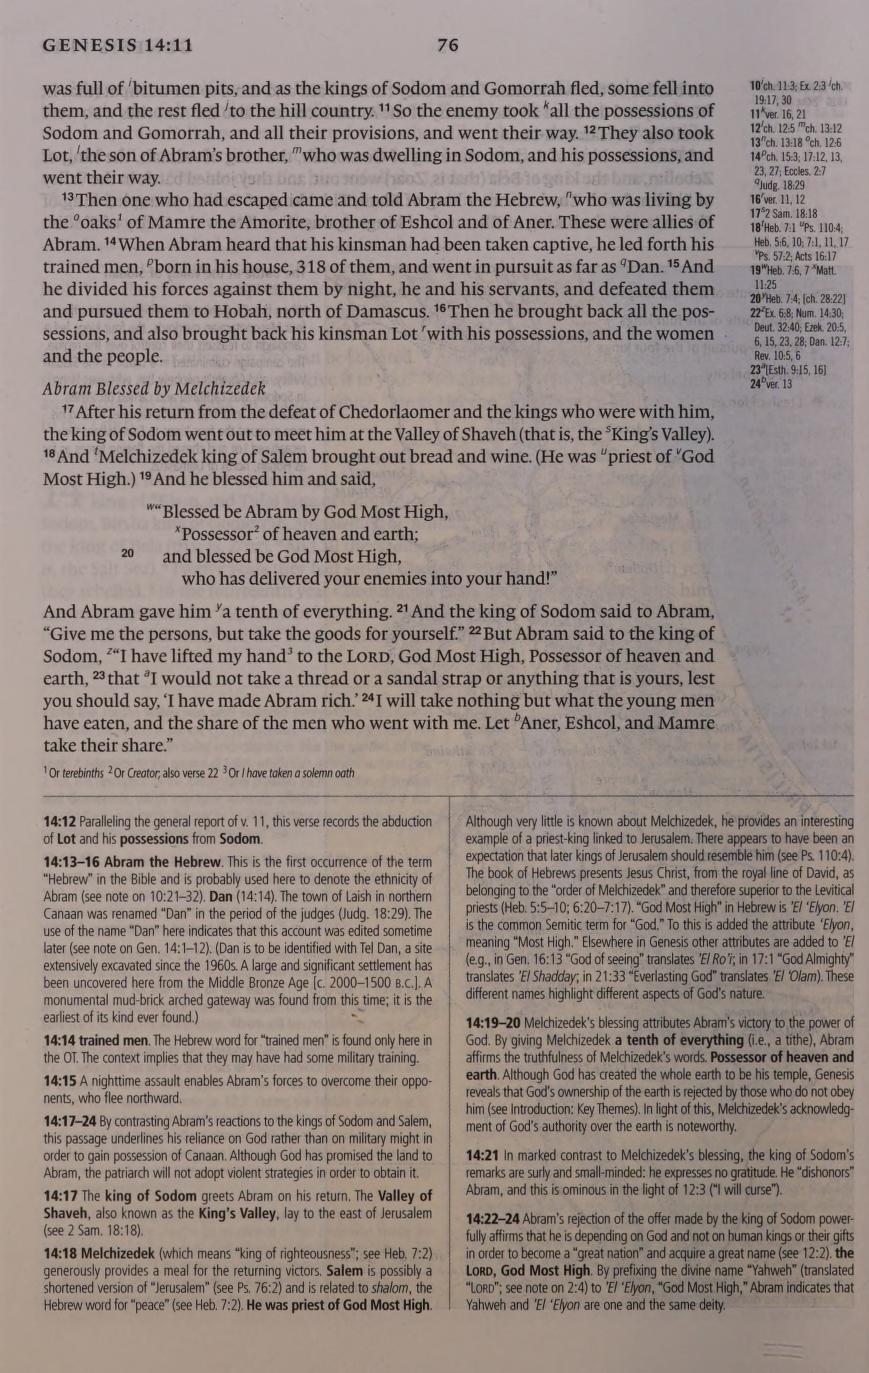 GENESIS 14:11
76
was full of ibitumen pits, and as the kings of Sodom and Gomorrah fled, some fell into
them, and the rest fled jto the hill country. 11 So the enemy took kall the possessions of
Sodom and Gomorrah, and all their provisions, and went their way. 12 They also took
Lot, lthe son of Abram's brother, mwho was dwelling in Sodom, and his possessions, and
went their way.
13 Then one who had escaped came and told Abram the Hebrew, nwho was living by
the ooaks1 of Mamre the Amorite, brother of Eshcol and of Aner. These were allies of
Abram. 14 When Abram heard that his kinsman had been taken captive, he led forth his
trained men, pborn in his house, 318 of them, and went in pursuit as far as qDan. 15 And
he divided his forces against them by night, he and his servants, and defeated them
and pursued them to Hobah, north of Damascus. 16 Then he brought back all the pos-
sessions, and also brought back his kinsman Lot rwith his possessions, and the women
and the people.
Abram Blessed by Melchizedek
17 After his return from the defeat of Chedorlaomer and the kings who were with him,
the king of Sodom went out to meet him at the Valley of Shaveh (that is, the sKing's Valley).
18 And tMelchizedek king of Salem brought out bread and wine. (He was upriest of vGod
Most High.) 19 And he blessed him and said,
w“Blessed be Abram by God Most High,
xPossessor2 of heaven and earth;
20 and blessed be God Most High,
who has delivered your enemies into your hand!”
And Abram gave him ya tenth of everything. 21 And the king of Sodom said to Abram,
“Give me the persons, but take the goods for yourself.” 22 But Abram said to the king of
Sodom, z“I have lifted my hand3 to the LORD, God Most High, Possessor of heaven and
earth, 23 that aI would not take a thread or a sandal strap or anything that is yours, lest
you should say, ‘I have made Abram rich.’ 24 I will take nothing but what the young men
have eaten, and the share of the men who went with me. Let bAner, Eshcol, and Mamre
take their share.”
1 Or terebinths 2 Or Creator; also verse 22 3 Or I have taken a solemn oath
10 i ch. 11:3; Ex. 2:3 j ch.
19:17, 30
11 k ver. 16, 21
12 l ch. 12:5 m ch. 13:12
13 n ch. 13:18 o ch. 12:6
14 p ch. 15:3; 17:12, 13,
23, 27; Eccles. 2:7
q Judg. 18:29
16 r ver. 11, 12
17 s 2 Sam. 18:18
18 t Heb. 7:1 u Ps. 110:4;
Heb. 5:6, 10; 7:1, 11, 17
v Ps. 57:2; Acts 16:17
19 w Heb. 7:6, 7 x Matt.
11:25
20 y Heb. 7:4; [ch. 28:22]
22 z Ex. 6:8; Num. 14:30;
Deut. 32:40; Ezek. 20:5,
6, 15, 23, 28; Dan. 12:7;
Rev. 10:5, 6
23 a [Esth. 9:15, 16]
24 b ver. 13
14:12 Paralleling the general report of v. 11, this verse records the abduction
of Lot and his possessions from Sodom.
14:13–16 Abram the Hebrew. This is the first occurrence of the term
“Hebrew” in the Bible and is probably used here to denote the ethnicity of
Abram (see note on 10:21–32). Dan (14:14). The town of Laish in northern
Canaan was renamed “Dan” in the period of the judges (Judg. 18:29). The
use of the name “Dan” here indicates that this account was edited sometime
later (see note on Gen. 14:1–12). (Dan is to be identified with Tel Dan, a site
extensively excavated since the 1960s. A large and significant settlement has
been uncovered here from the Middle Bronze Age [c. 2000–1500 B.C.]. A
monumental mud-brick arched gateway was found from this time; it is the
earliest of its kind ever found.)
14:14 trained men. The Hebrew word for “trained men” is found only here in
the OT. The context implies that they may have had some military training.
14:15 A nighttime assault enables Abram's forces to overcome their oppo-
nents, who flee northward.
14:17–24 By contrasting Abram's reactions to the kings of Sodom and Salem,
this passage underlines his reliance on God rather than on military might in
order to gain possession of Canaan. Although God has promised the land to
Abram, the patriarch will not adopt violent strategies in order to obtain it.
14:17 The king of Sodom greets Abram on his return. The Valley of
Shaveh, also known as the King's Valley, lay to the east of Jerusalem
(see 2 Sam. 18:18).
14:18 Melchizedek (which means “king of righteousness”; see Heb. 7:2)
generously provides a meal for the returning victors. Salem is possibly a
shortened version of “Jerusalem” (see Ps. 76:2) and is related to shalom, the
Hebrew word for “peace” (see Heb. 7:2). He was priest of God Most High.
Although very little is known about Melchizedek, he provides an interesting
example of a priest-king linked to Jerusalem. There appears to have been an
expectation that later kings of Jerusalem should resemble him (see Ps. 110:4).
The book of Hebrews presents Jesus Christ, from the royal line of David, as
belonging to the “order of Melchizedek” and therefore superior to the Levitical
priests (Heb. 5:5–10; 6:20–7:17). “God Most High” in Hebrew is ’El ‘Elyon. ’El
is the common Semitic term for “God.” To this is added the attribute ‘Elyon,
meaning “Most High.” Elsewhere in Genesis other attributes are added to ’El
(e.g., in Gen. 16:13 “God of seeing” translates ’El Ro’i; in 17:1 “God Almighty”
translates ’El Shadday; in 21:33 “Everlasting God” translates ’El ‘Olam). These
different names highlight different aspects of God's nature.
14:19–20 Melchizedek's blessing attributes Abram's victory to the power of
God. By giving Melchizedek a tenth of everything (i.e., a tithe), Abram
affirms the truthfulness of Melchizedek's words. Possessor of heaven and
earth. Although God has created the whole earth to be his temple, Genesis
reveals that God's ownership of the earth is rejected by those who do not obey
him (see Introduction: Key Themes). In light of this, Melchizedek's acknowledg-
ment of God's authority over the earth is noteworthy.
14:21 In marked contrast to Melchizedek's blessing, the king of Sodom's
remarks are surly and small-minded: he expresses no gratitude. He “dishonors”
Abram, and this is ominous in the light of 12:3 (“I will curse”).
14:22–24 Abram's rejection of the offer made by the king of Sodom power-
fully affirms that he is depending on God and not on human kings or their gifts
in order to become a “great nation” and acquire a great name (see 12:2). the
LORD, God Most High. By prefixing the divine name “Yahweh” (translated
“LORD”; see note on 2:4) to ’El ‘Elyon, “God Most High,” Abram indicates that
Yahweh and ’El ‘Elyon are one and the same deity.